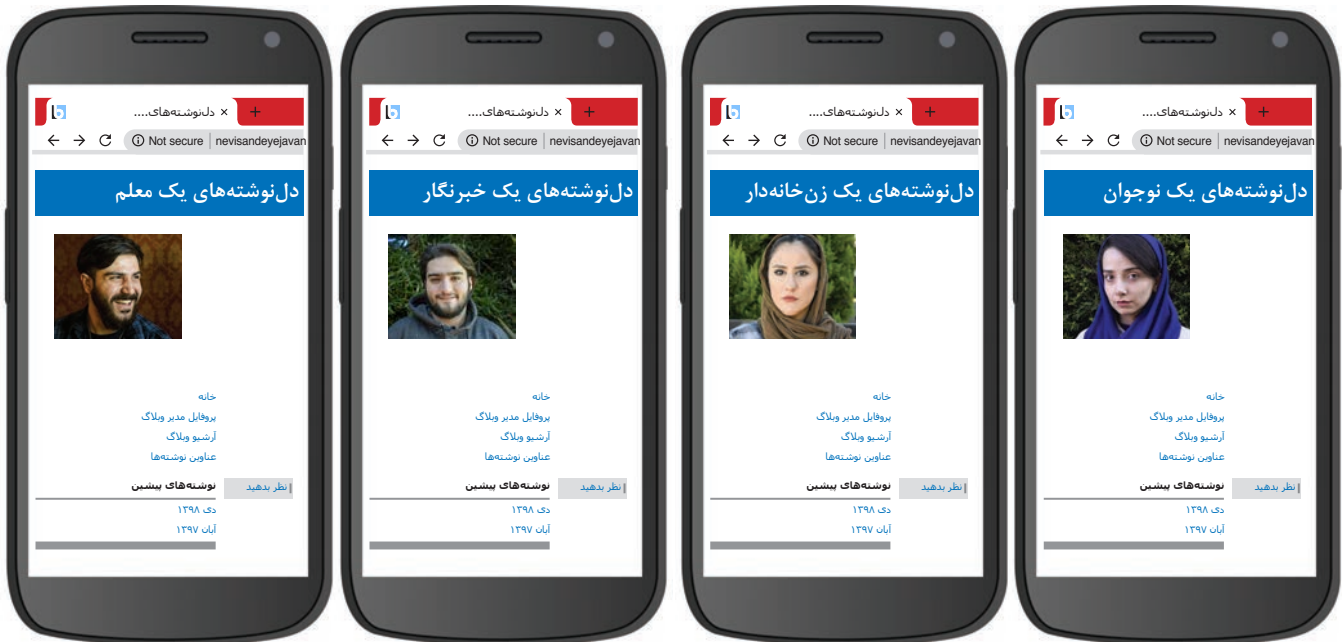 دل‌نوشته‌های....
×
+
Not secure
nevisandeyejavan
دل‌نوشته‌های یک معلم
خانه
پروفایل مدیر وبلاگ
آرشیو وبلاگ
عناوین نوشته‌ها
نظر بدهید
نوشته‌های پیشین
دی ۱۳۹۸
آبان ۱۳۹۷
دل‌نوشته‌های....
×
+
Not secure
nevisandeyejavan
دل‌نوشته‌های یک خبرنگار
خانه
پروفایل مدیر وبلاگ
آرشیو وبلاگ
عناوین نوشته‌ها
نظر بدهید
نوشته‌های پیشین
دی ۱۳۹۸
آبان ۱۳۹۷
دل‌نوشته‌های....
×
+
Not secure
nevisandeyejavan
دل‌نوشته‌های یک زن‌خانه‌دار
خانه
پروفایل مدیر وبلاگ
آرشیو وبلاگ
عناوین نوشته‌ها
نظر بدهید
نوشته‌های پیشین
دی ۱۳۹۸
آبان ۱۳۹۷
دل‌نوشته‌های....
×
+
Not secure
nevisandeyejavan
دل‌نوشته‌های یک نوجوان
خانه
پروفایل مدیر وبلاگ
آرشیو وبلاگ
عناوین نوشته‌ها
نظر بدهید
نوشته‌های پیشین
دی ۱۳۹۸
آبان ۱۳۹۷